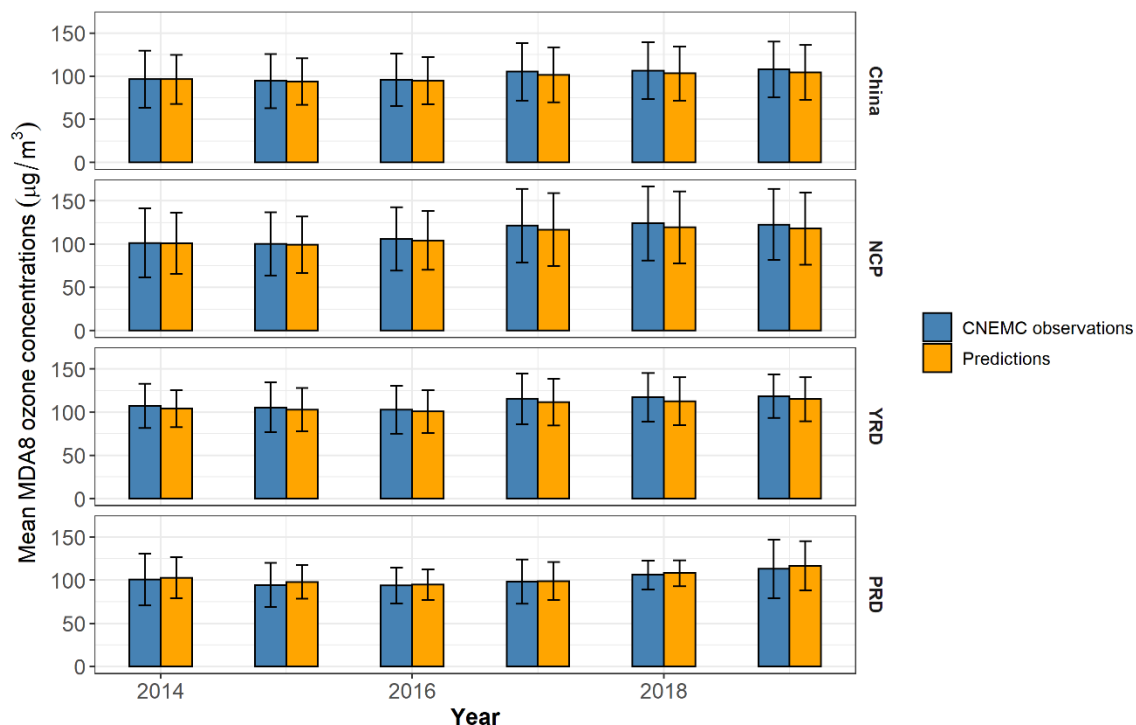 Mean MDA8 ozone concentrations (μg/m³)
150
100
50
0
China
150
100
50
0
NCP
150
100
50
0
YRD
150
100
50
0
PRD
2014 2016 2018
Year
CNEMC observations
Predictions